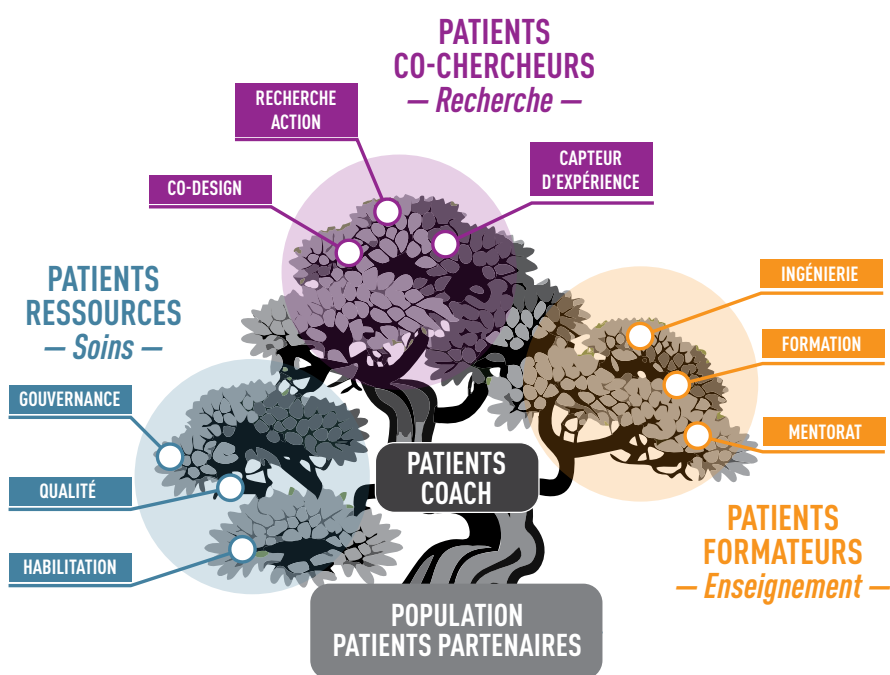 PATIENTS
CO-CHERCHEURS
— Recherche —
RECHERCHE
ACTION
CO-DESIGN
CAPTEUR
D'EXPÉRIENCE
PATIENTS
RESSOURCES
— Soins —
GOUVERNANCE
QUALITÉ
HABILITATION
INGÉNIERIE
FORMATION
MENTORAT
PATIENTS
FORMATEURS
— Enseignement —
PATIENTS
COACH
POPULATION
PATIENTS PARTENAIRES